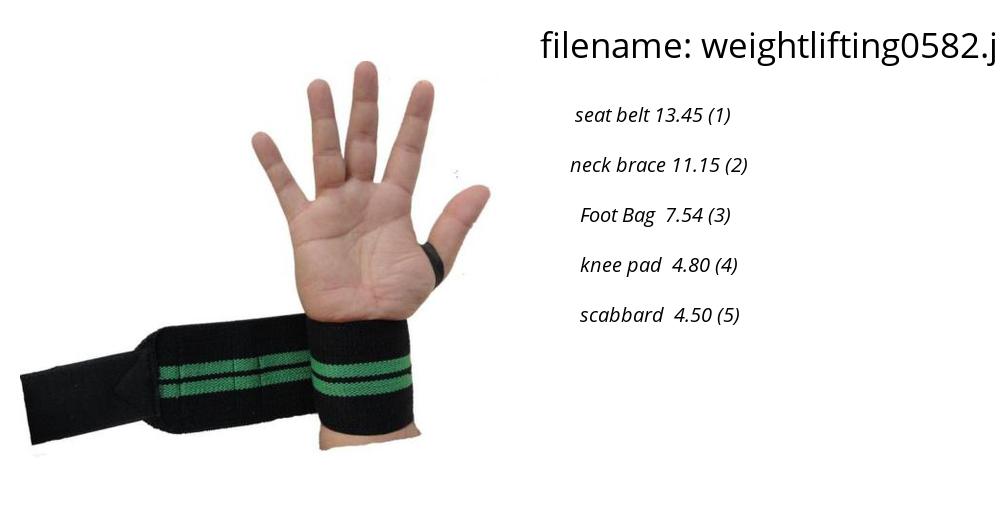 filename: weightlifting0582.j
seat belt 13.45 (1)
neck brace 11.15 (2)
Foot Bag 7.54 (3)
knee pad 4.80 (4)
scabbard 4.50 (5)